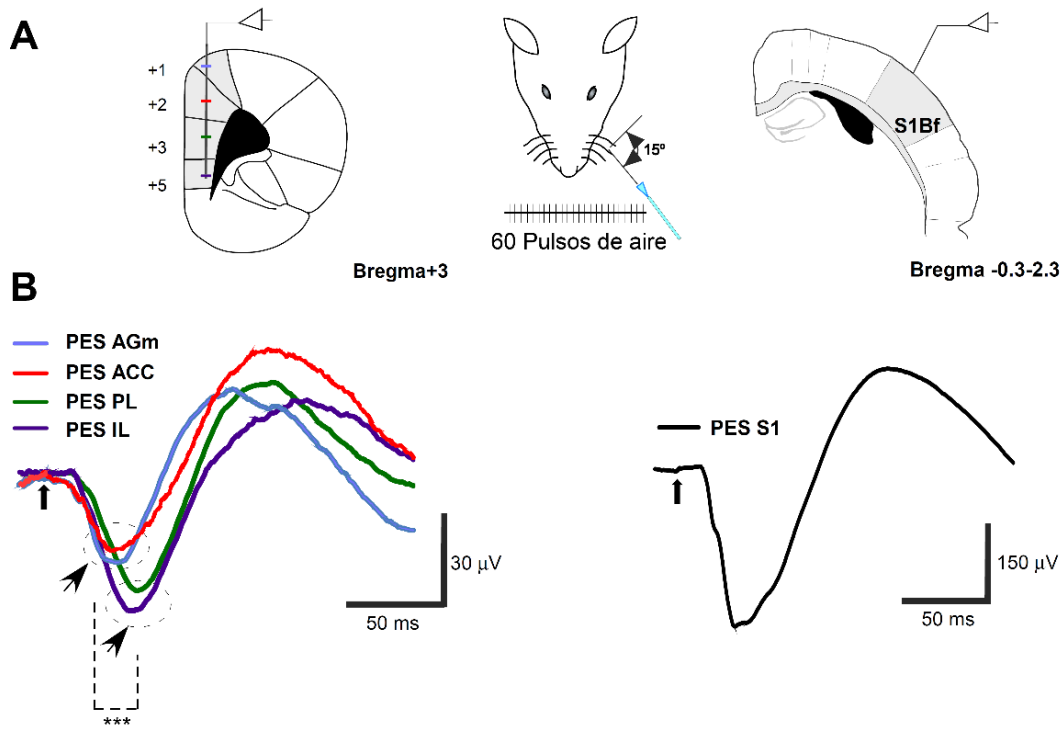 A
+1
+2
+3
+5
Bregma+3
15º
60 Pulsos de aire
S1Bf
Bregma -0.3-2.3
B
PES AGm
PES ACC
PES PL
PES IL
30 µV
50 ms
***
PES S1
150 µV
50 ms